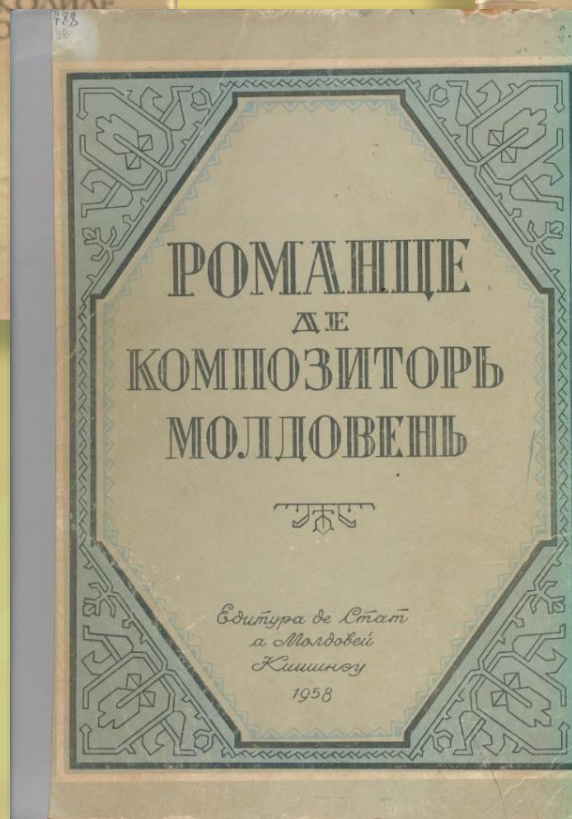 РОМАНЦЕ
ДЕ
КОМПОЗИТОРЬ
МОЛДОВЕНЬ
Едитура де Стат
а Молдовей
Кишинэу
1958